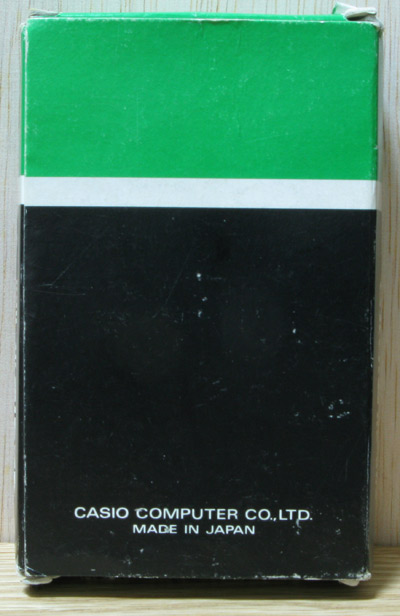 CASIO COMPUTER CO.,LTD.
MADE IN JAPAN